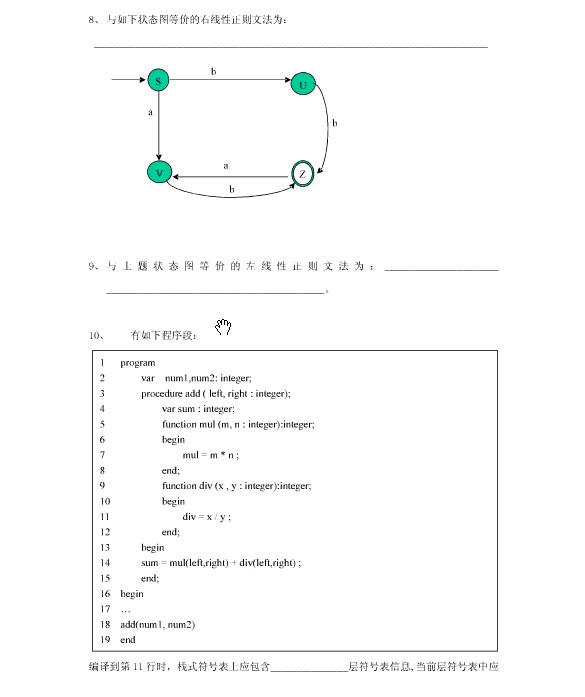 8、与如下状态图等价的右线性正则文法为：
S
b
U
a
b
V
a
Z
b
9、与上题状态图等价的左线性正则文法为：
。
10、 有如下程序段：
1 program
2 var num1,num2: integer;
3 procedure add ( left, right : integer);
4 var sum : integer;
5 function mul (m, n : integer):integer;
6 begin
7 mul = m * n ;
8 end;
9 function div (x , y : integer):integer;
10 begin
11 div = x / y ;
12 end;
13 begin
14 sum = mul(left,right) + div(left,right) ;
15 end;
16 begin
17 …
18 add(num1, num2)
19 end
编译到第 11 行时，栈式符号表上应包含_______________层符号表信息,当前层符号表中应